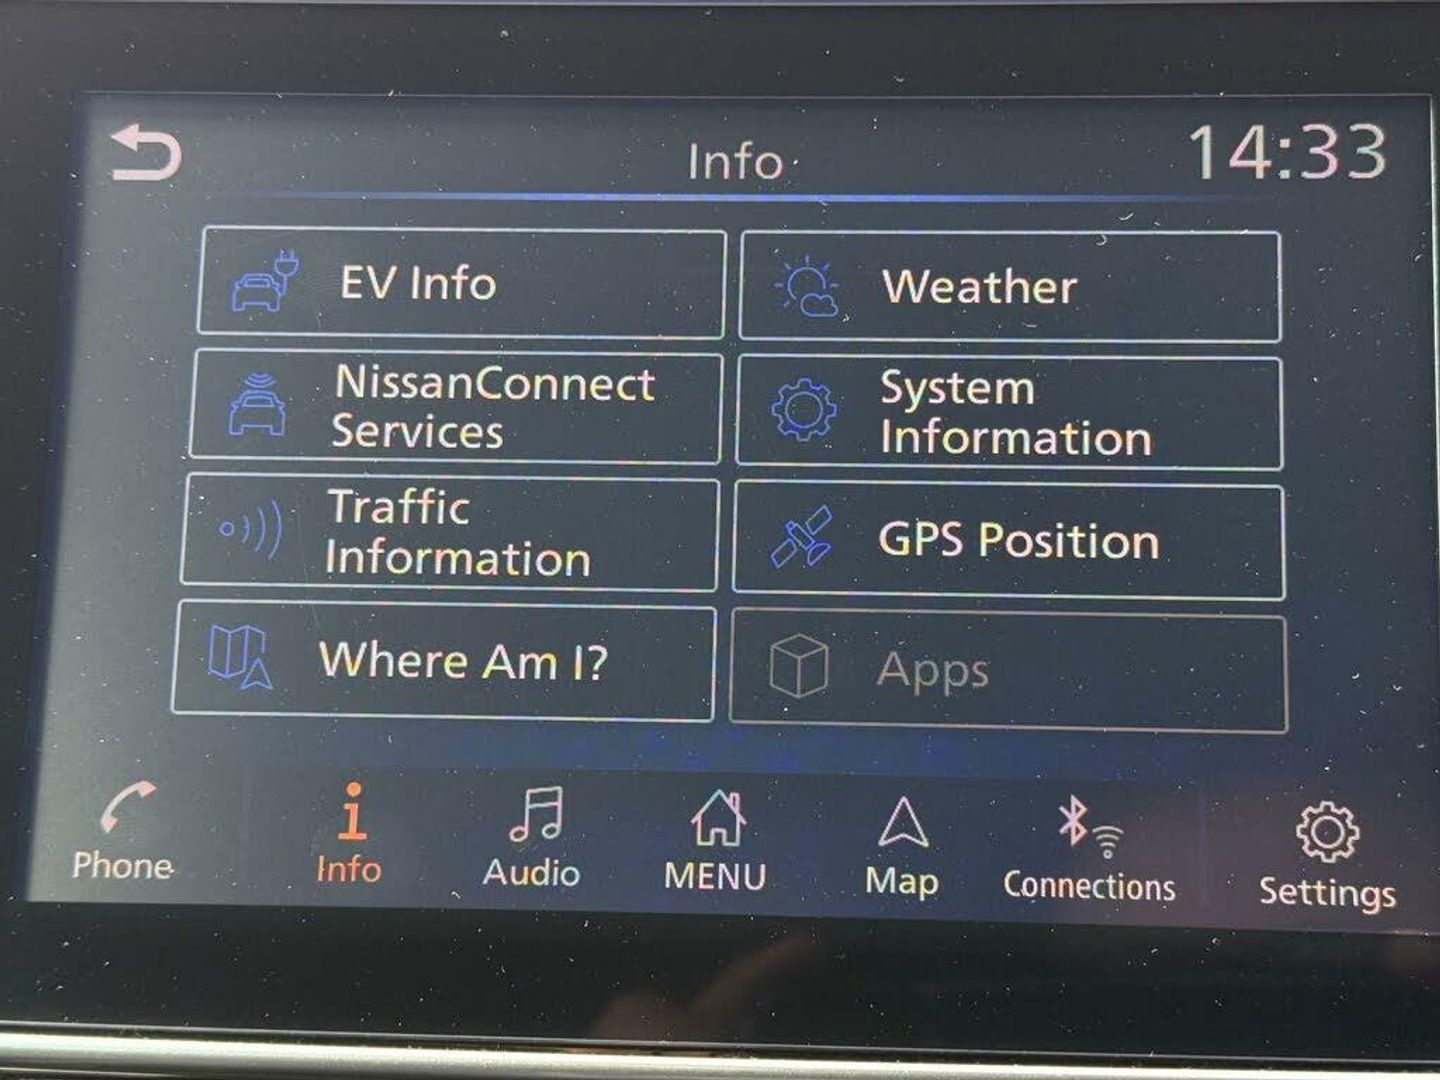 Info
14:33
EV Info
Weather
NissanConnect
Services
System
Information
Traffic
Information
GPS Position
Where Am I?
Apps
Phone
Info
Audio
MENU
Map
Connections
Settings